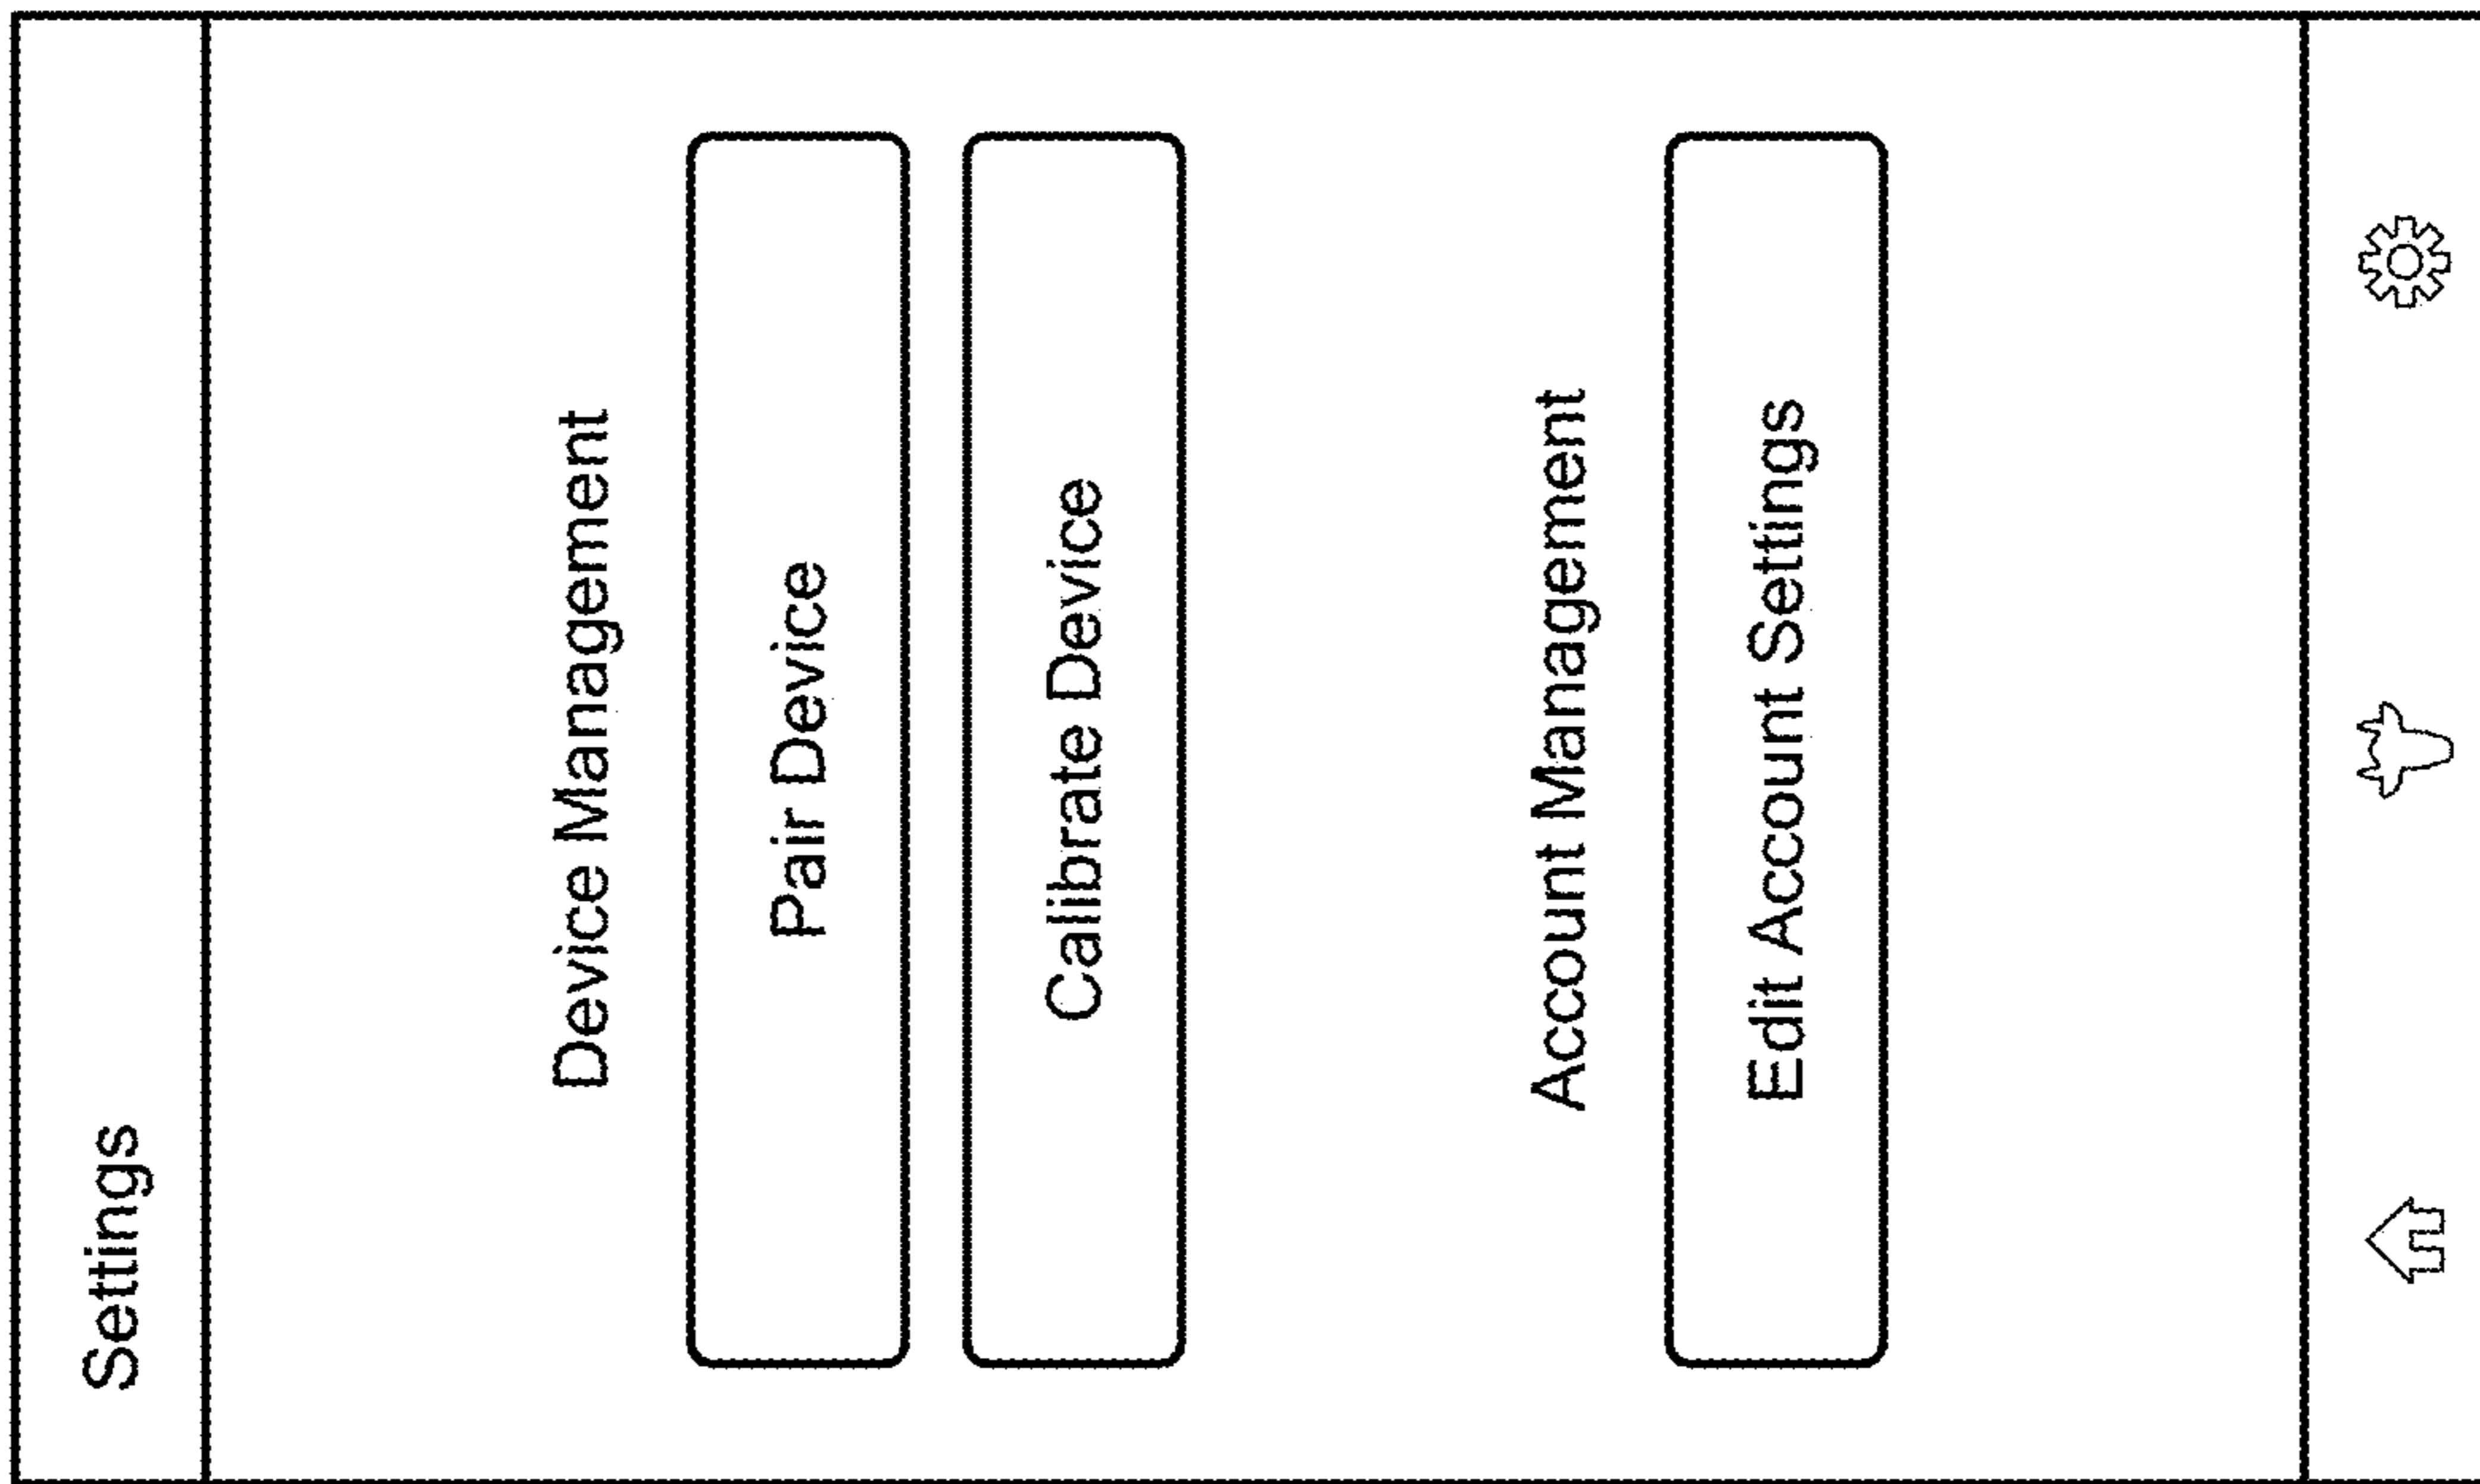 Settings
Device Management
Pair Device
Calibrate Device
Account Management
Edit Account Settings